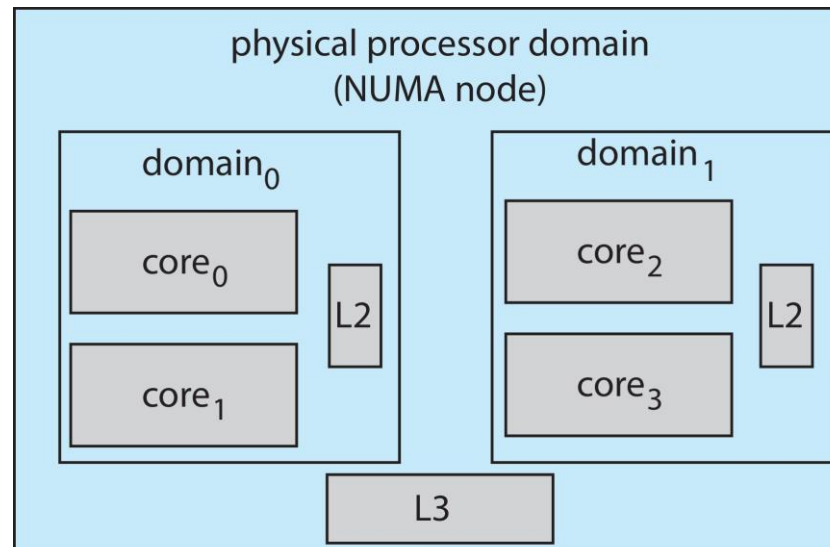 physical processor domain
(NUMA node)
domain₀
core₀
L2
core₁
domain₁
core₂
L2
core₃
L3